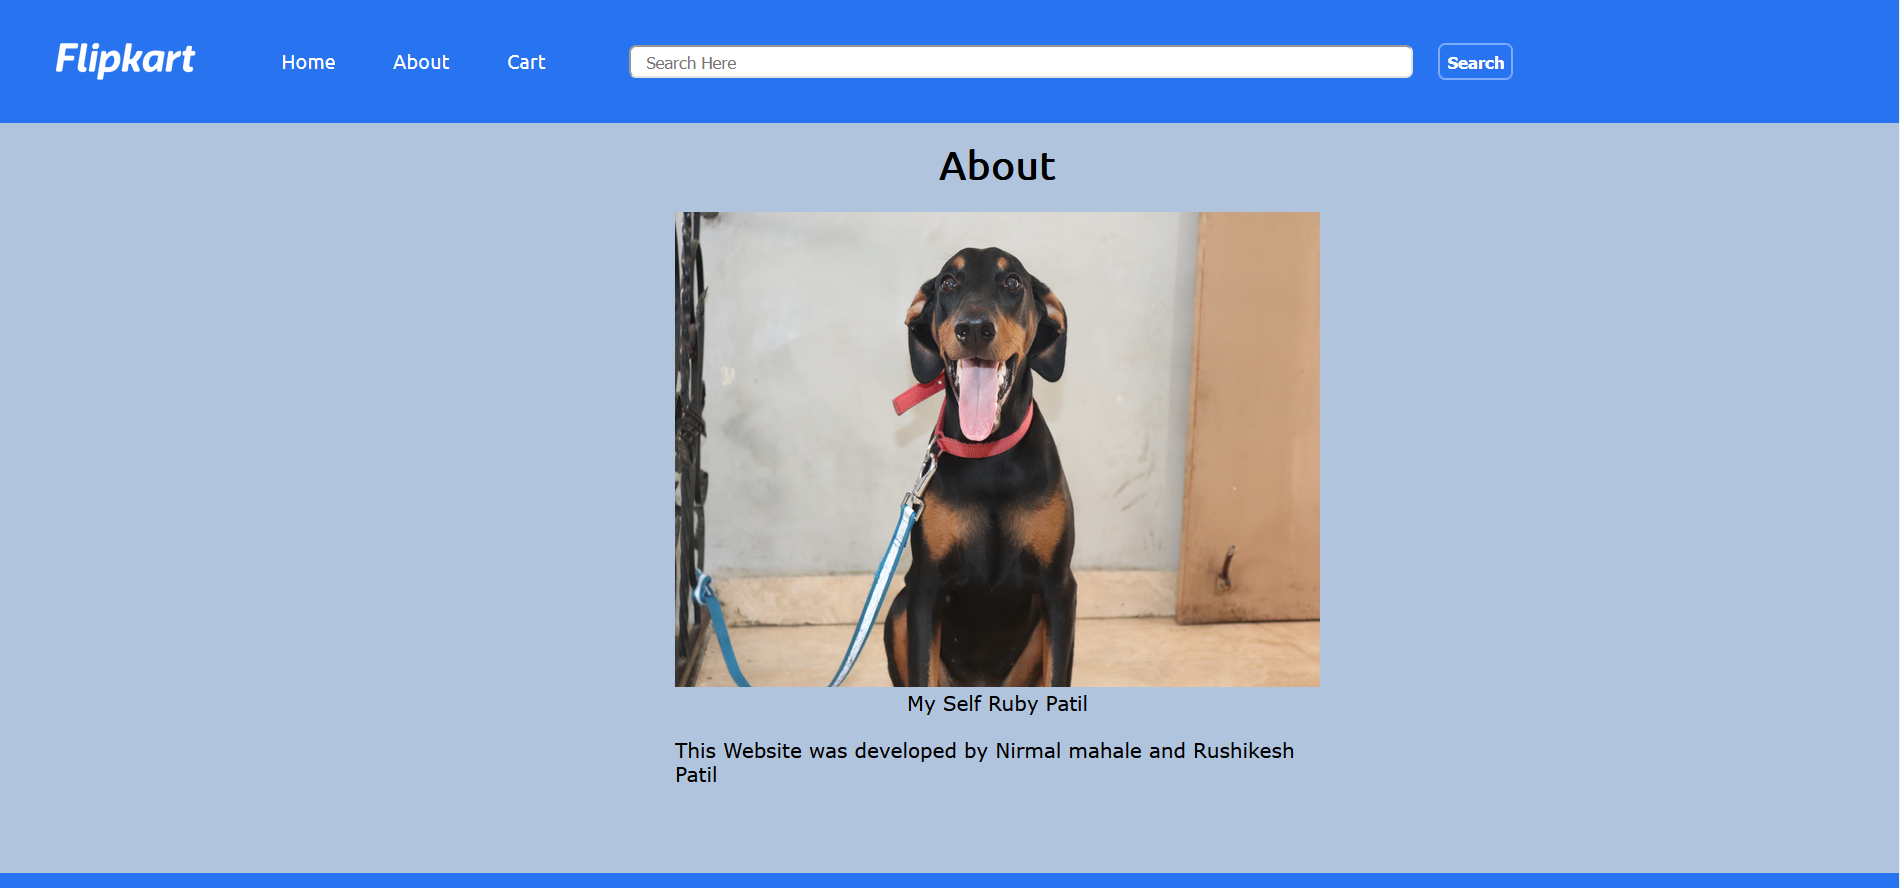 Flipkart
Home
About
Cart
Search Here
Search
About
My Self Ruby Patil
This Website was developed by Nirmal mahale and Rushikesh
Patil